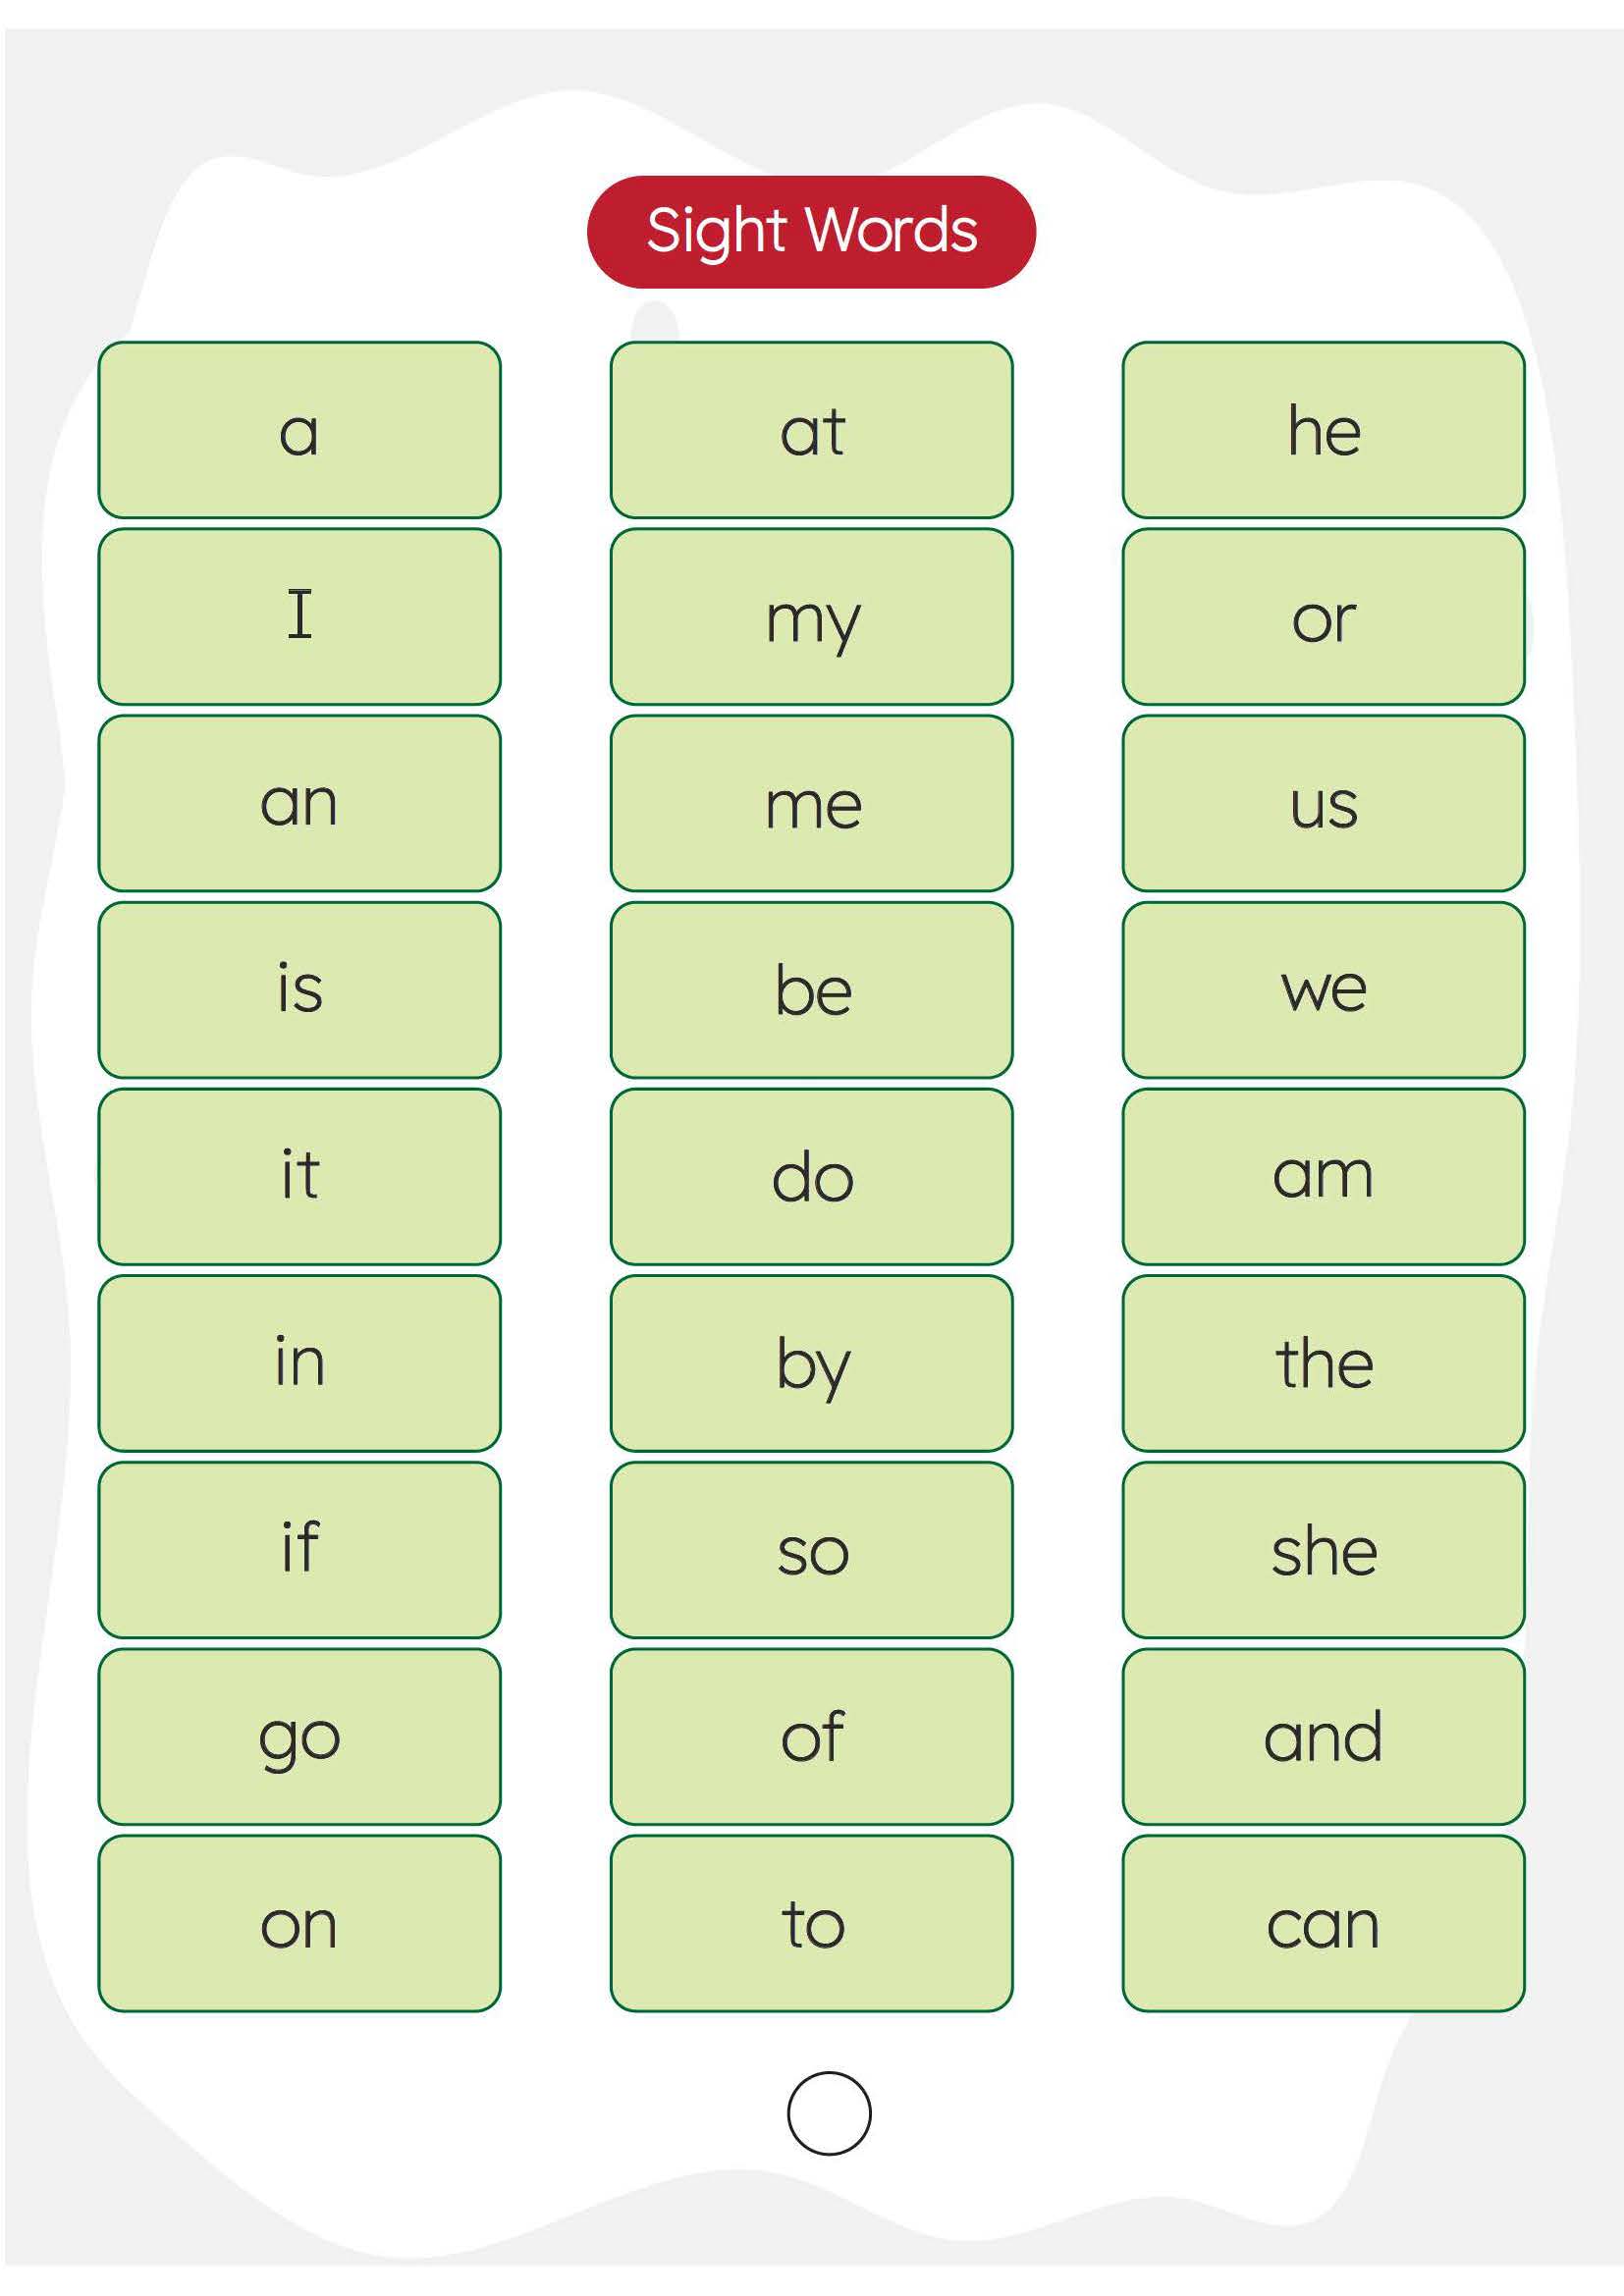 Sight Words
a at he
I my or
an me us
is be we
it do am
in by the
if so she
go of and
on to can